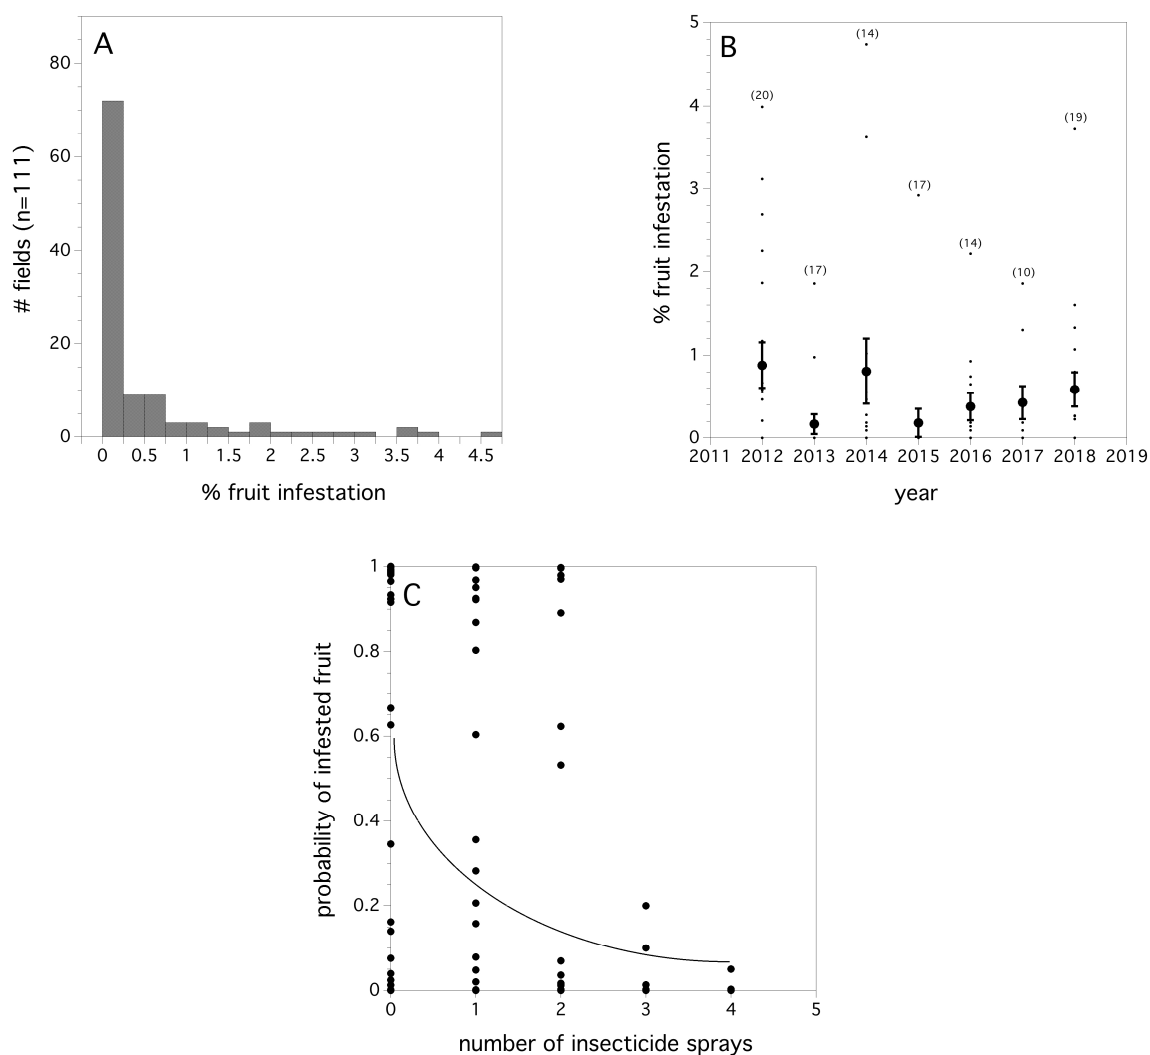 A
80
60
40
20
0
# fields (n=111)
0 0.5 1 1.5 2 2.5 3 3.5 4 4.5
% fruit infestation
B
5
4
3
2
1
0
% fruit infestation
(20)
(17)
(14)
(17)
(14)
(10)
(19)
2011 2012 2013 2014 2015 2016 2017 2018 2019
year
C
1
0.8
0.6
0.4
0.2
0
probability of infested fruit
0 1 2 3 4 5
number of insecticide sprays